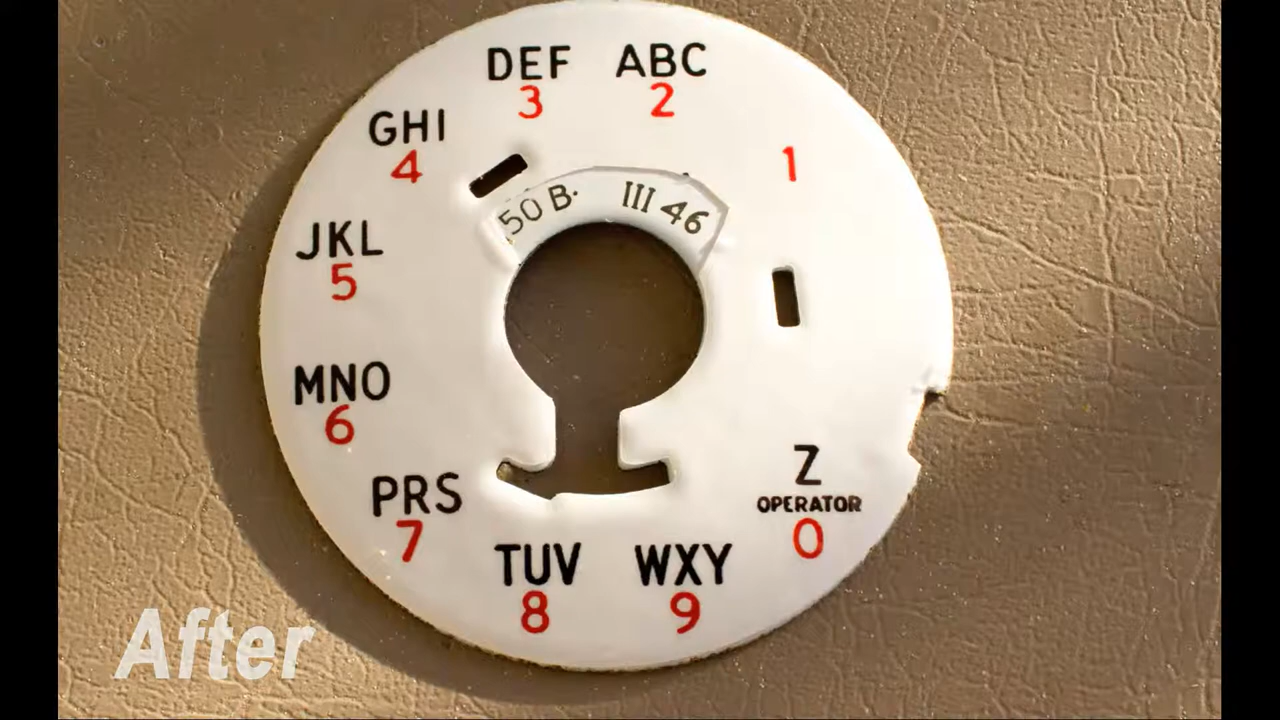 ABC
2
DEF
3
1
GHI
4
50 B. III 46
JKL
5
MNO
6
PRS
7
TUV
8
WXY
9
Z
OPERATOR
0
After